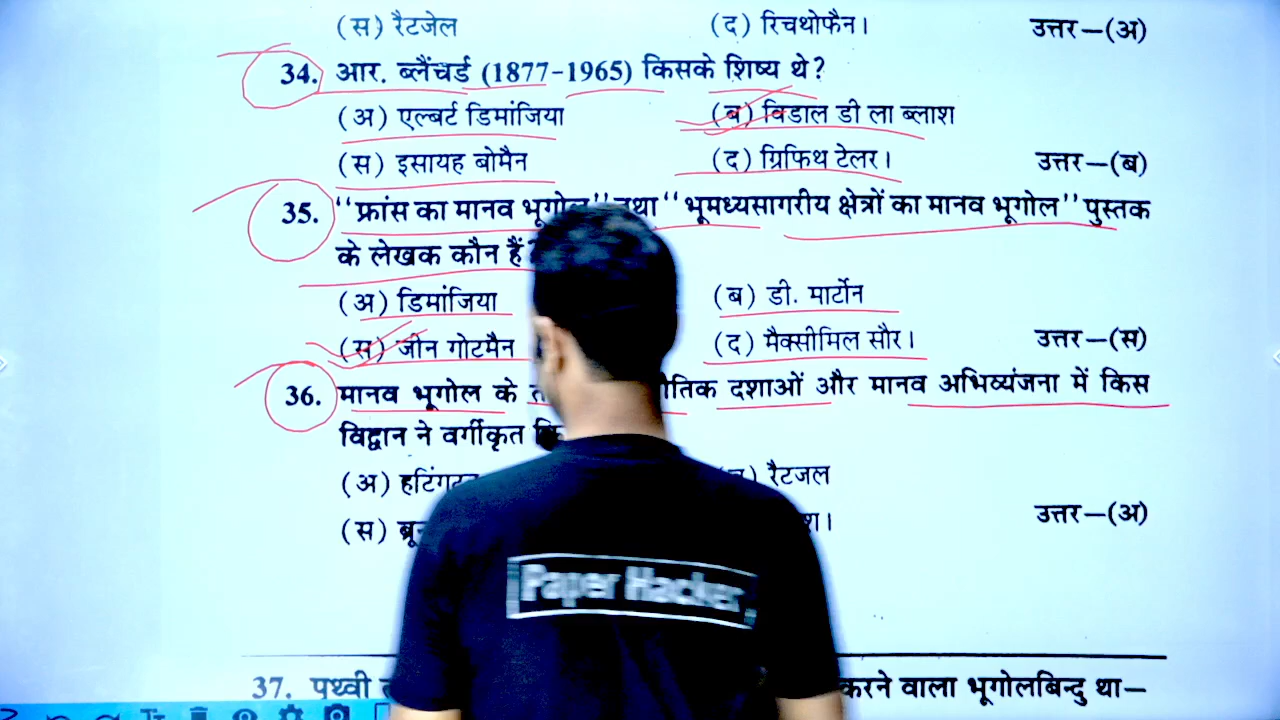 (स) रैटजेल (द) रिचथोफैन। उत्तर—(अ)
34. आर. ब्लैंचर्ड (1877-1965) किसके शिष्य थे?
(अ) एल्बर्ट डिमांजिया (ब) विडाल डी ला ब्लाश
(स) इसायह बोमैन (द) ग्रिफिथ टेलर। उत्तर—(ब)
35. ‘‘फ्रांस का मानव भूगोल’’ तथा ‘‘भूमध्यसागरीय क्षेत्रों का मानव भूगोल’’ पुस्तक
के लेखक कौन हैं
(अ) डिमांजिया (ब) डी. मार्टोन
(स) जीन गोटमैन (द) मैक्सीमिल सौर। उत्तर—(स)
36. मानव भूगोल के दशाओं और मानव अभिव्यंजना में किस
विद्वान ने वर्गीकृत
(अ) रैटजल
(स) उत्तर—(अ)
Paper Hacker
37. पृथ्वी करने वाला भूगोलबिन्दु था—